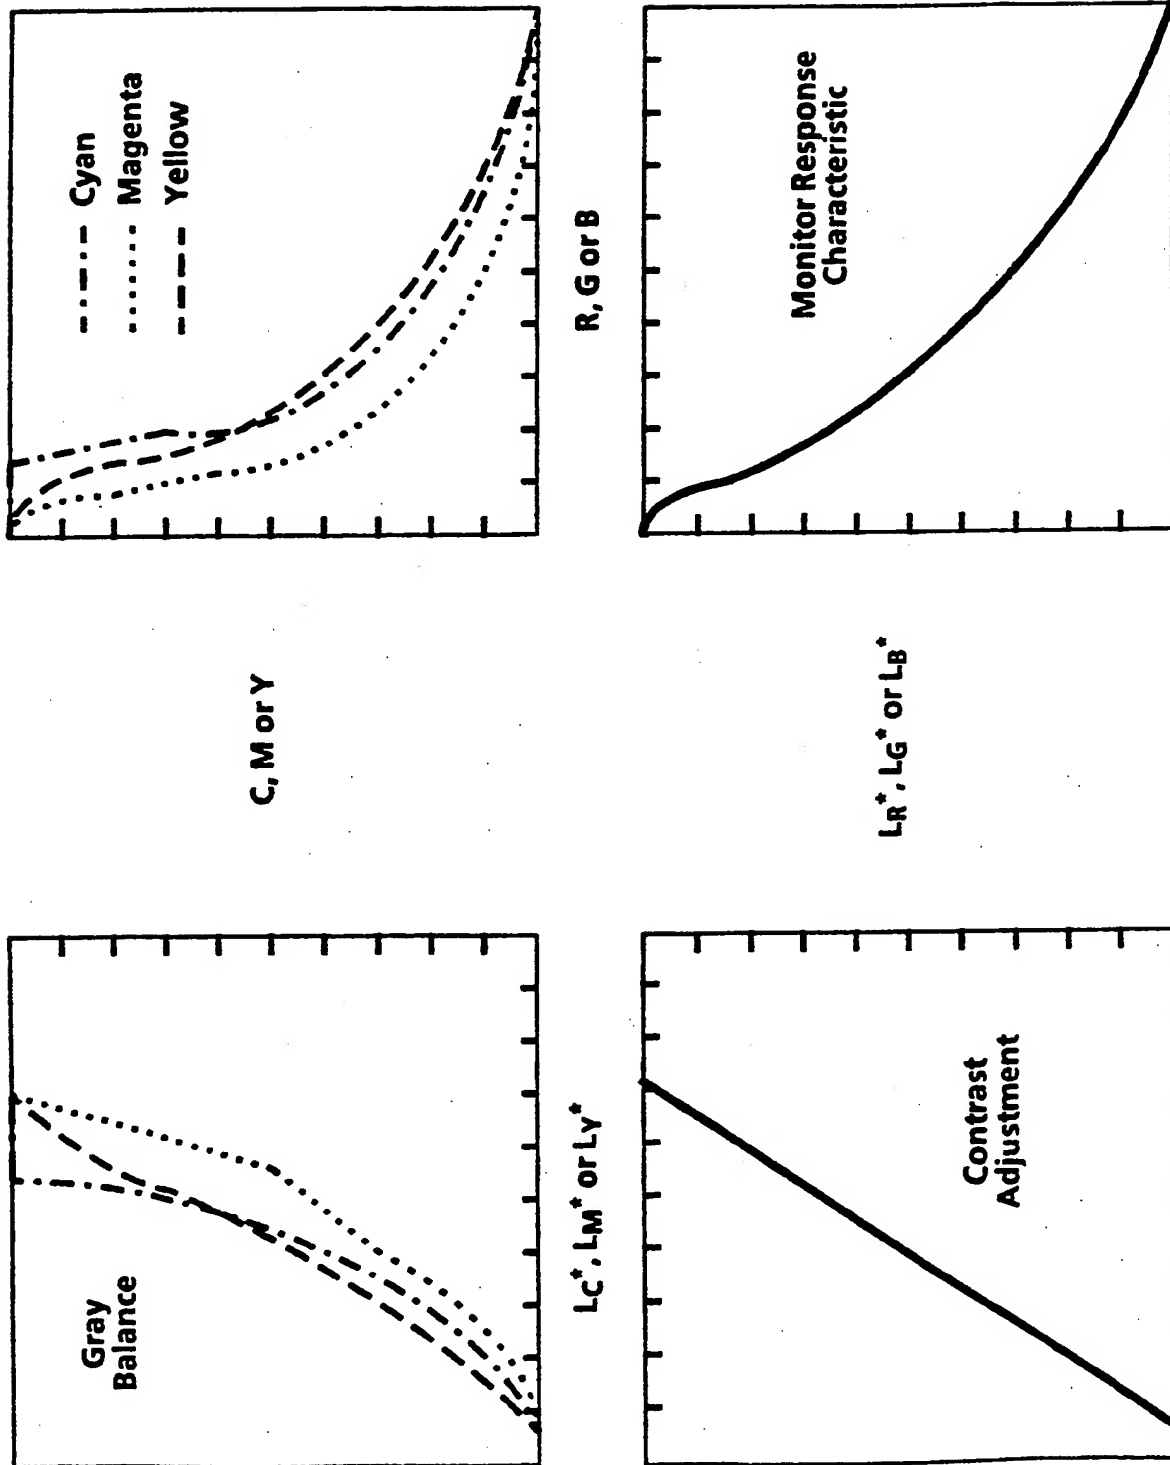 Gray
Balance
C, M or Y
Cyan
Magenta
Yellow
LC*, LM* or LY*
R, G or B
Contrast
Adjustment
LR*, LG* or LB*
Monitor Response
Characteristic